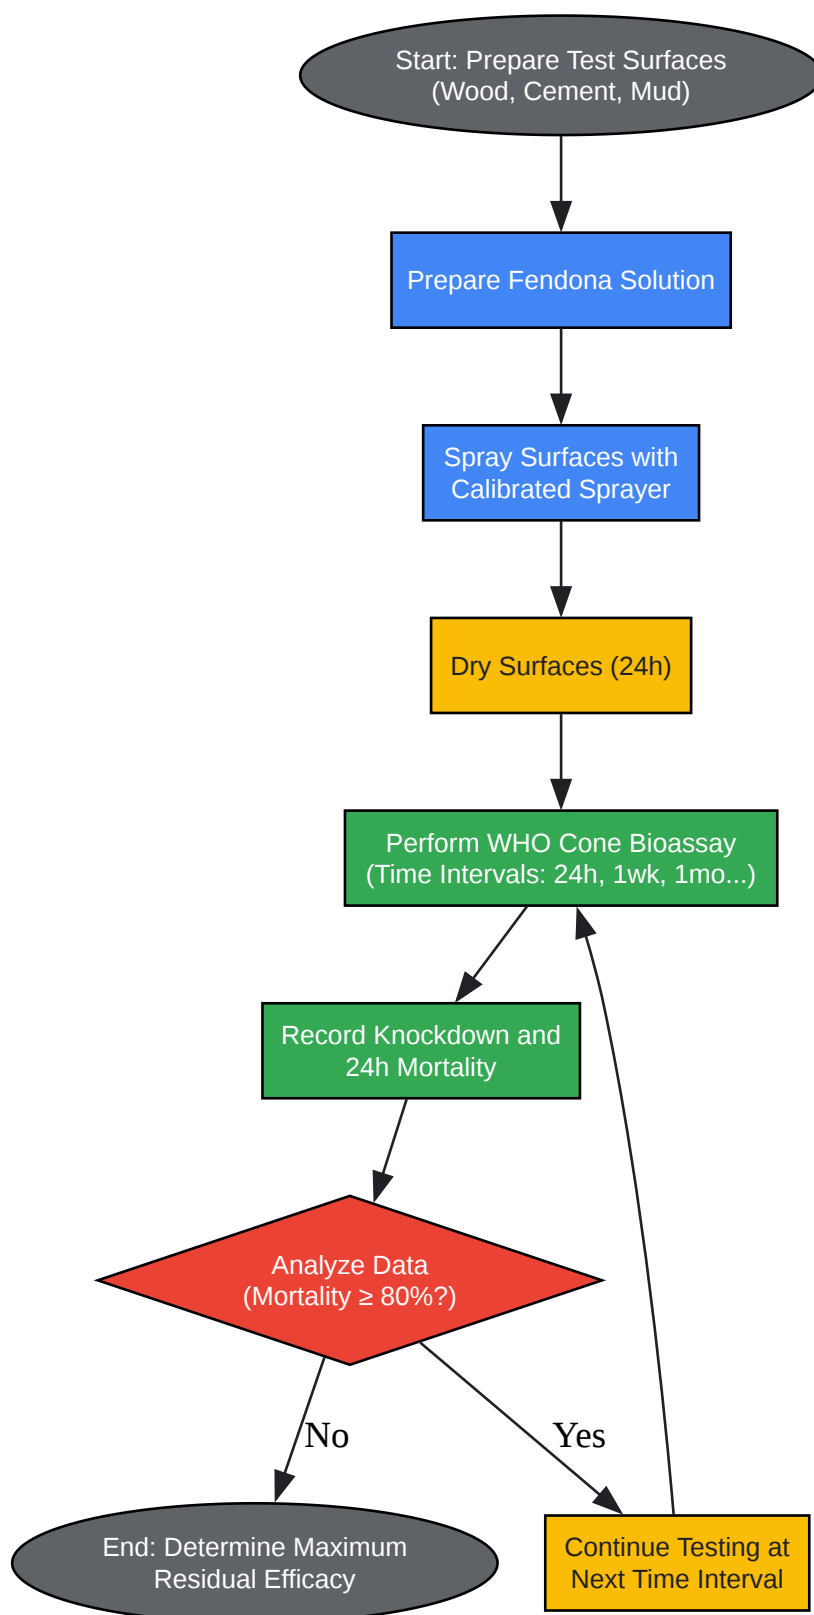 Start: Prepare Test Surfaces
(Wood, Cement, Mud)
Prepare Fendona Solution
Spray Surfaces with
Calibrated Sprayer
Dry Surfaces (24h)
Perform WHO Cone Bioassay
(Time Intervals: 24h, 1wk, 1mo...)
Record Knockdown and
24h Mortality
Analyze Data
(Mortality ≥ 80%?)
No
Yes
End: Determine Maximum
Residual Efficacy
Continue Testing at
Next Time Interval